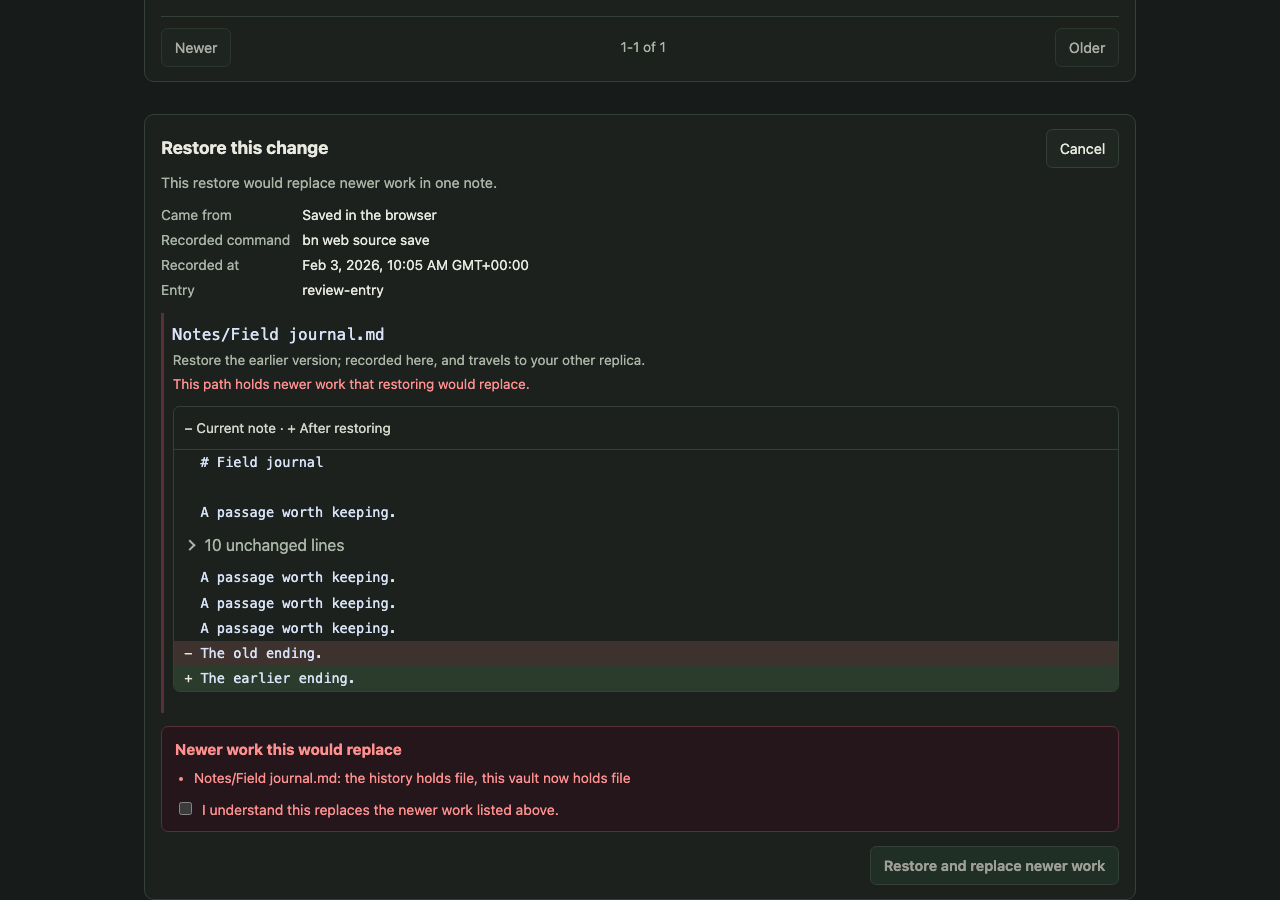 Newer 1-1 of 1 Older
Restore this change Cancel
This restore would replace newer work in one note.
Came from Saved in the browser
Recorded command bn web source save
Recorded at Feb 3, 2026, 10:05 AM GMT+00:00
Entry review-entry
Notes/Field journal.md
Restore the earlier version; recorded here, and travels to your other replica.
This path holds newer work that restoring would replace.
− Current note · + After restoring
# Field journal
A passage worth keeping.
10 unchanged lines
A passage worth keeping.
A passage worth keeping.
A passage worth keeping.
− The old ending.
+ The earlier ending.
Newer work this would replace
• Notes/Field journal.md: the history holds file, this vault now holds file
I understand this replaces the newer work listed above.
Restore and replace newer work